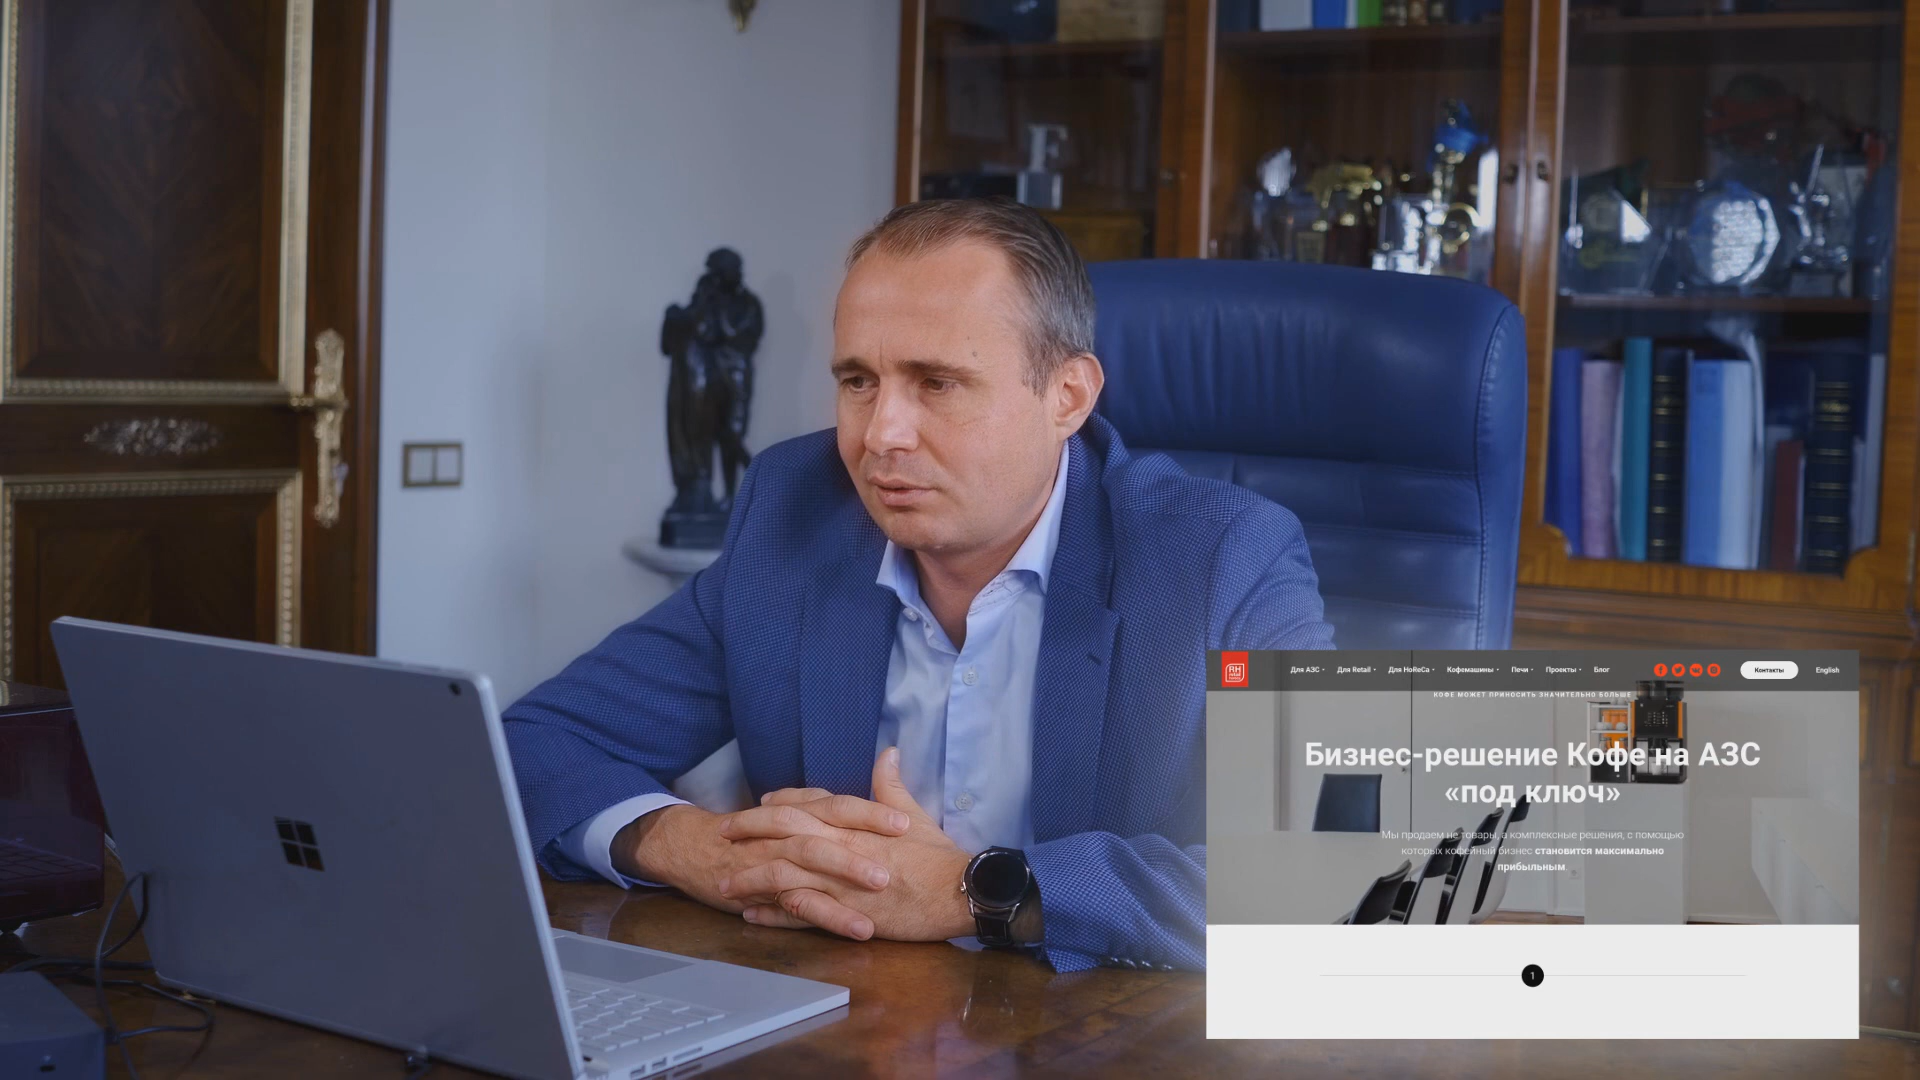 RH
Для АЗС
Для Retail
Для HoReCa
Кофемашины
Печи
Проекты
Блог
Контакты
English
КОФЕ МОЖЕТ ПРИНОСИТЬ ЗНАЧИТЕЛЬНО БОЛЬШЕ
Бизнес-решение Кофе на АЗС
«под ключ»
Мы продаем не товары, а комплексные решения, с помощью
которых кофейный бизнес становится максимально
прибыльным
1